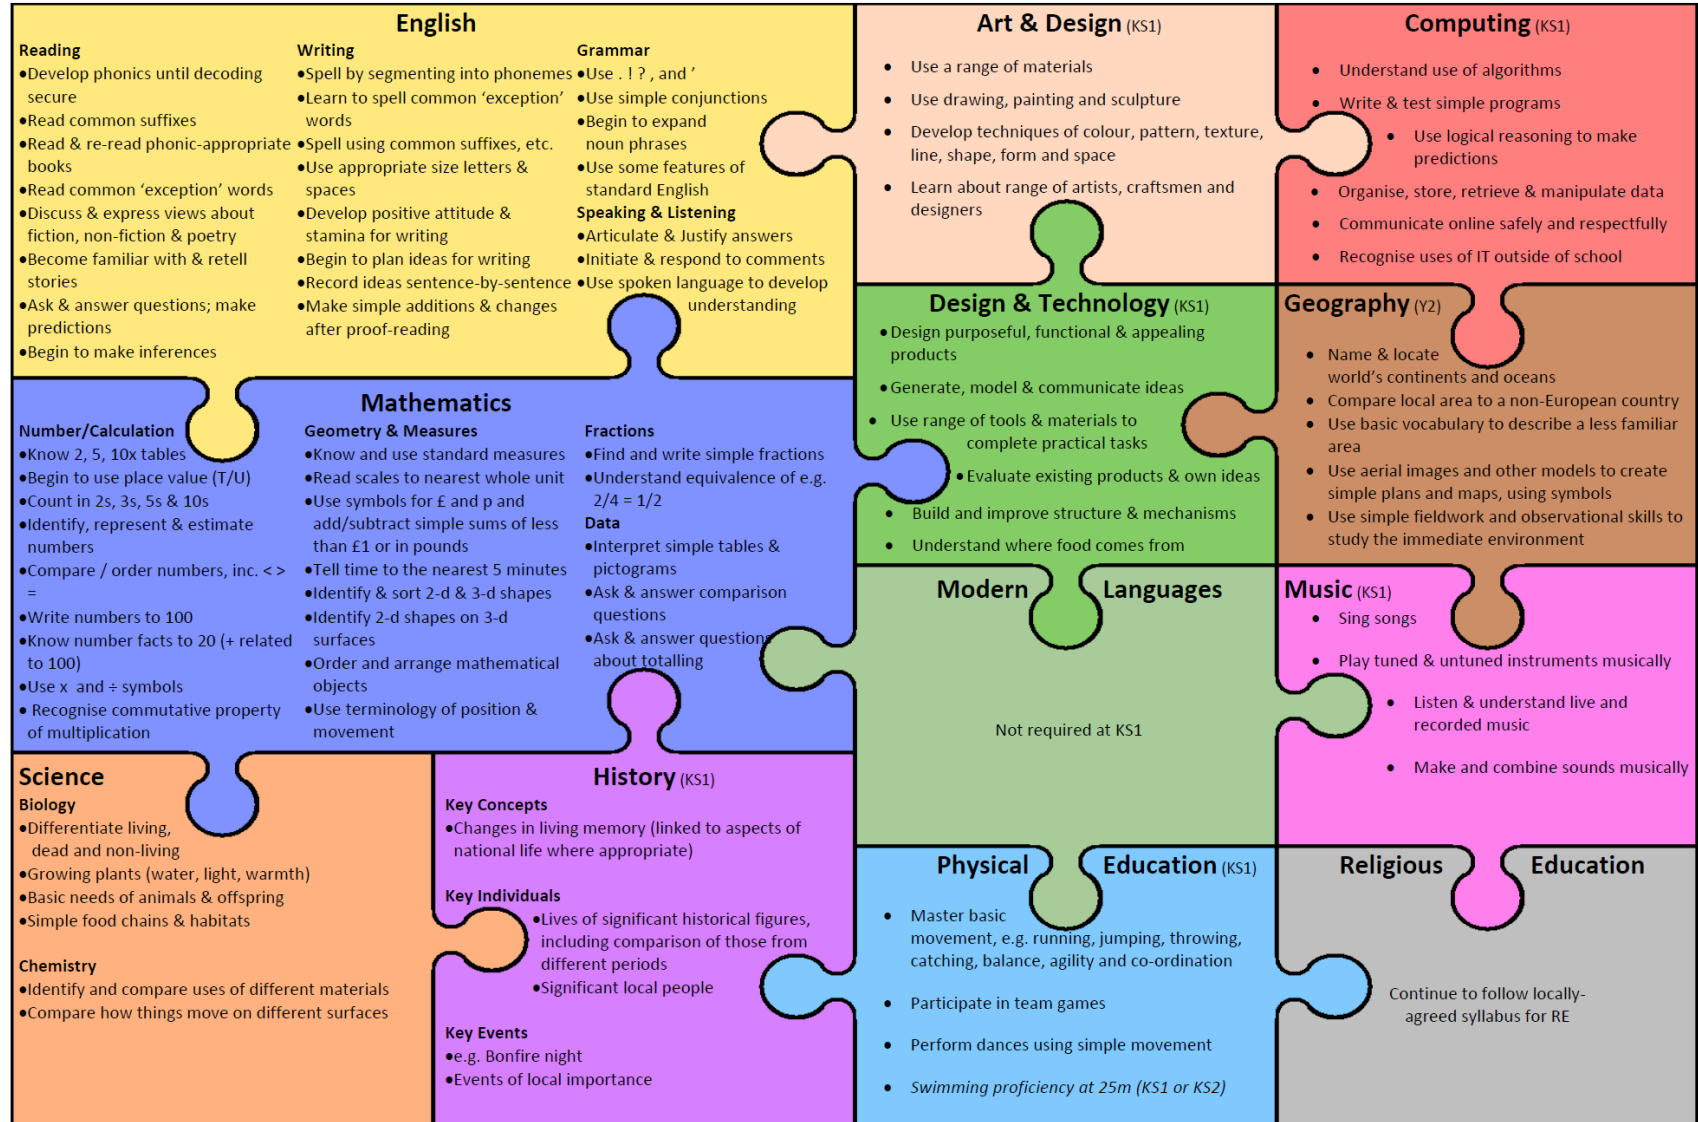 English
Reading
•Develop phonics until decoding
secure
•Read common suffixes
•Read & re-read phonic-appropriate
books
•Read common ‘exception’ words
•Discuss & express views about
fiction, non-fiction & poetry
•Become familiar with & retell
stories
•Ask & answer questions; make
predictions
•Begin to make inferences
Writing
•Spell by segmenting into phonemes
•Learn to spell common ‘exception’
words
•Spell using common suffixes, etc.
•Use appropriate size letters &
spaces
•Develop positive attitude &
stamina for writing
•Begin to plan ideas for writing
•Record ideas sentence-by-sentence
•Make simple additions & changes
after proof-reading
Grammar
•Use . ! ? , and ’
•Use simple conjunctions
•Begin to expand
noun phrases
•Use some features of
standard English
Speaking & Listening
•Articulate & Justify answers
•Initiate & respond to comments
•Use spoken language to develop
understanding
Art & Design (KS1)
• Use a range of materials
• Use drawing, painting and sculpture
• Develop techniques of colour, pattern, texture,
line, shape, form and space
• Learn about range of artists, craftsmen and
designers
Computing (KS1)
• Understand use of algorithms
• Write & test simple programs
• Use logical reasoning to make
predictions
• Organise, store, retrieve & manipulate data
• Communicate online safely and respectfully
• Recognise uses of IT outside of school
Design & Technology (KS1)
• Design purposeful, functional & appealing
products
• Generate, model & communicate ideas
• Use range of tools & materials to
complete practical tasks
• Evaluate existing products & own ideas
• Build and improve structure & mechanisms
• Understand where food comes from
Geography (Y2)
• Name & locate
world’s continents and oceans
• Compare local area to a non-European country
• Use basic vocabulary to describe a less familiar
area
• Use aerial images and other models to create
simple plans and maps, using symbols
• Use simple fieldwork and observational skills to
study the immediate environment
Mathematics
Number/Calculation
•Know 2, 5, 10x tables
•Begin to use place value (T/U)
•Count in 2s, 3s, 5s & 10s
•Identify, represent & estimate
numbers
•Compare / order numbers, inc. < >
=
•Write numbers to 100
•Know number facts to 20 (+ related
to 100)
•Use x and ÷ symbols
• Recognise commutative property
of multiplication
Geometry & Measures
•Know and use standard measures
•Read scales to nearest whole unit
•Use symbols for £ and p and
add/subtract simple sums of less
than £1 or in pounds
•Tell time to the nearest 5 minutes
•Identify & sort 2-d & 3-d shapes
•Identify 2-d shapes on 3-d
surfaces
•Order and arrange mathematical
objects
•Use terminology of position &
movement
Fractions
•Find and write simple fractions
•Understand equivalence of e.g.
2/4 = 1/2
Data
•Interpret simple tables &
pictograms
•Ask & answer comparison
questions
•Ask & answer questions
about totalling
Modern Languages
Not required at KS1
Music (KS1)
• Sing songs
• Play tuned & untuned instruments musically
• Listen & understand live and
recorded music
• Make and combine sounds musically
Science
Biology
•Differentiate living,
dead and non-living
•Growing plants (water, light, warmth)
•Basic needs of animals & offspring
•Simple food chains & habitats
Chemistry
•Identify and compare uses of different materials
•Compare how things move on different surfaces
History (KS1)
Key Concepts
•Changes in living memory (linked to aspects of
national life where appropriate)
Key Individuals
•Lives of significant historical figures,
including comparison of those from
different periods
•Significant local people
Key Events
•e.g. Bonfire night
•Events of local importance
Physical Education (KS1)
• Master basic
movement, e.g. running, jumping, throwing,
catching, balance, agility and co-ordination
• Participate in team games
• Perform dances using simple movement
• Swimming proficiency at 25m (KS1 or KS2)
Religious Education
Continue to follow locally-
agreed syllabus for RE